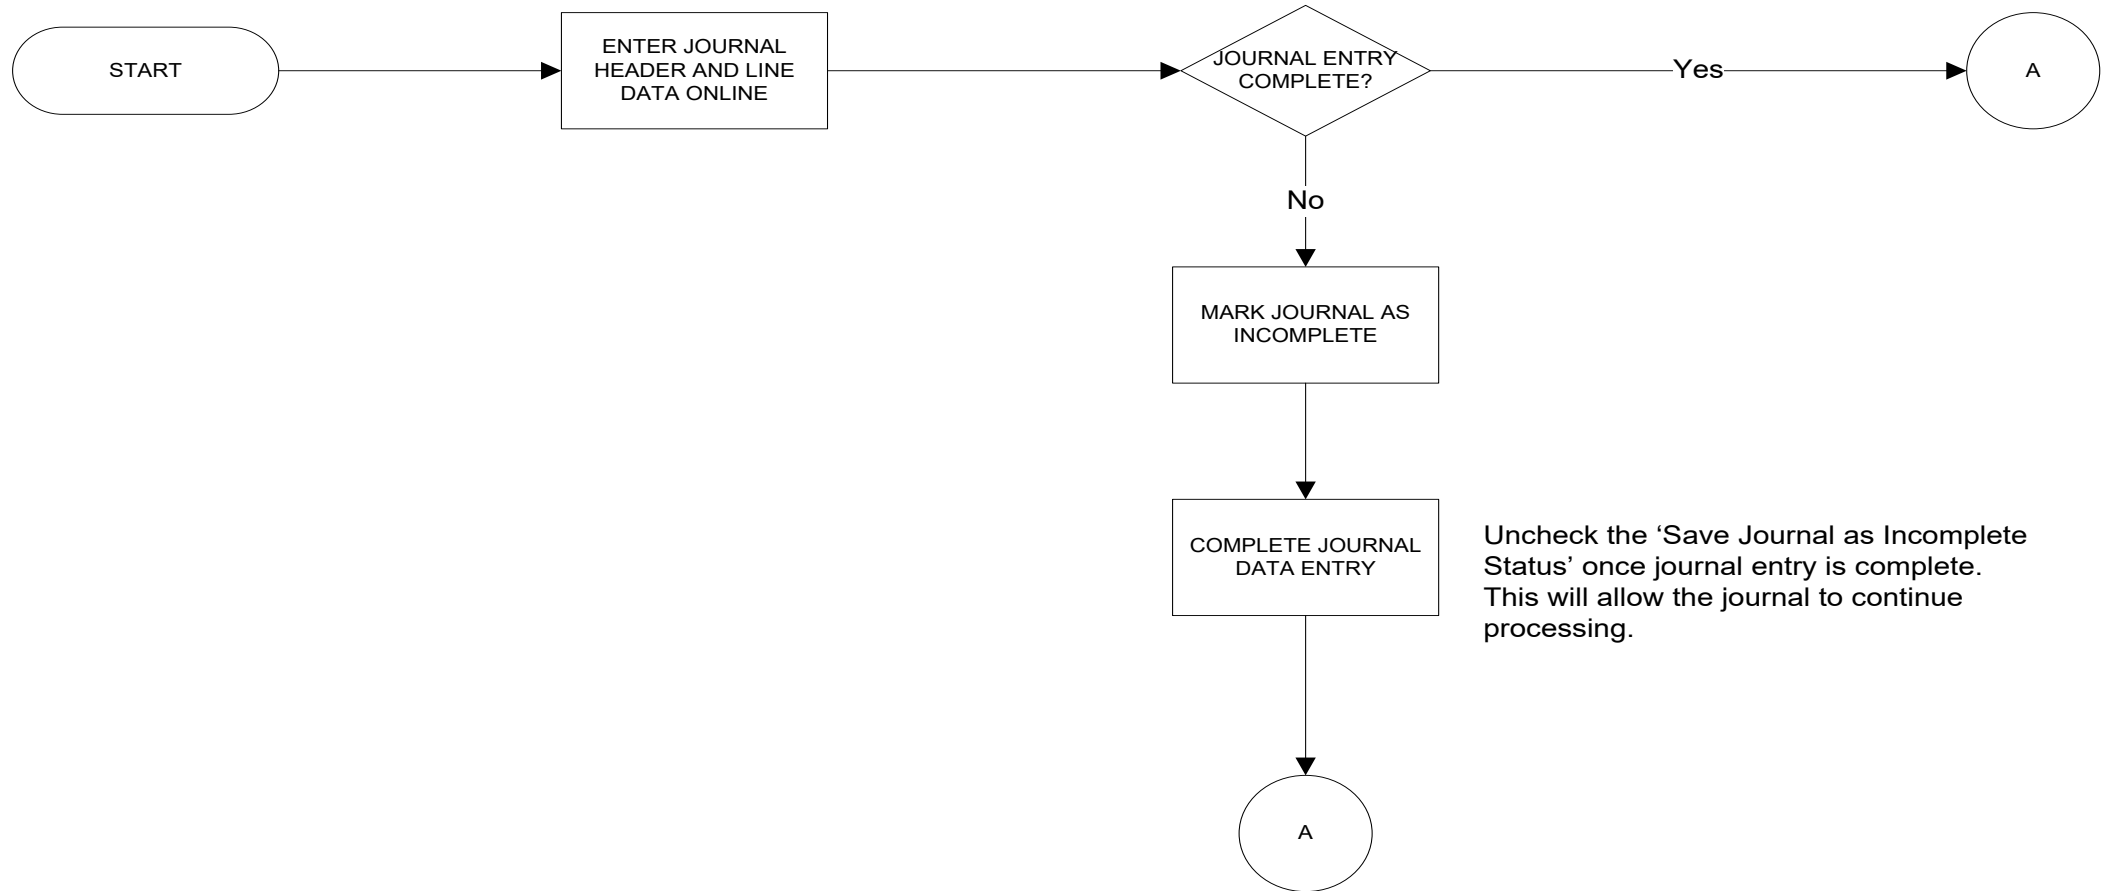 START
ENTER JOURNAL
HEADER AND LINE
DATA ONLINE
JOURNAL ENTRY
COMPLETE?
Yes
A
No
MARK JOURNAL AS
INCOMPLETE
COMPLETE JOURNAL
DATA ENTRY
Uncheck the ‘Save Journal as Incomplete
Status’ once journal entry is complete.
This will allow the journal to continue
processing.
A